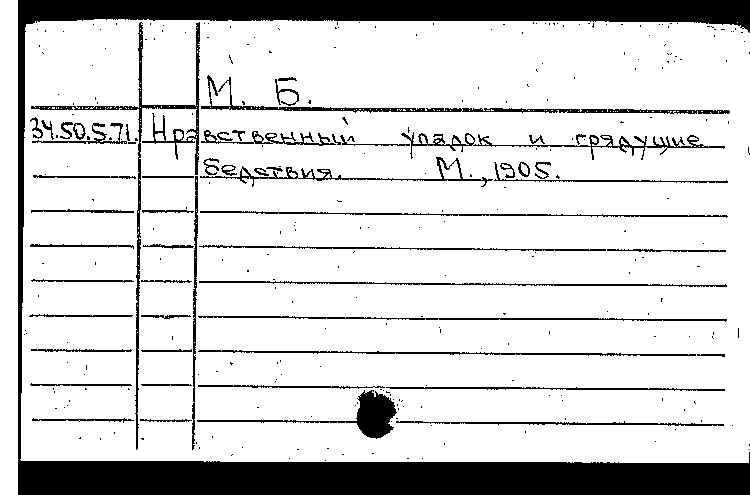 М. Б.
34.50.5.71. Нравственный упадок и грядущие
бедствия. М., 1905.